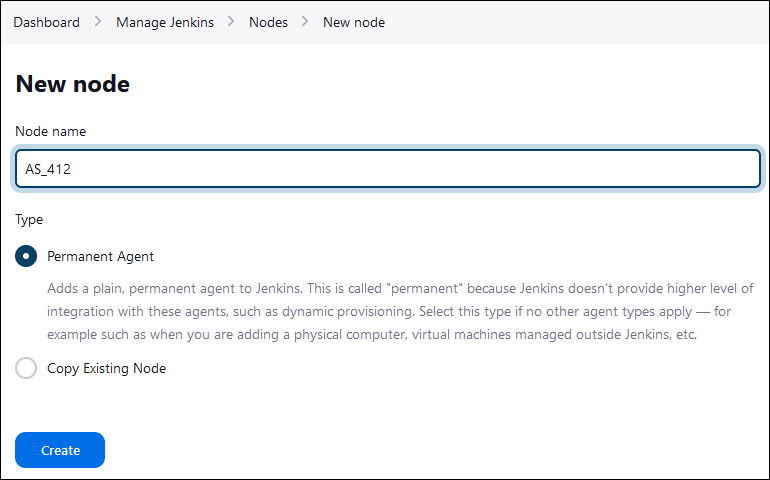 Dashboard > Manage Jenkins > Nodes > New node
New node
Node name
AS_412
Type
Permanent Agent
Adds a plain, permanent agent to Jenkins. This is called "permanent" because Jenkins doesn't provide higher level of
integration with these agents, such as dynamic provisioning. Select this type if no other agent types apply — for
example such as when you are adding a physical computer, virtual machines managed outside Jenkins, etc.
Copy Existing Node
Create